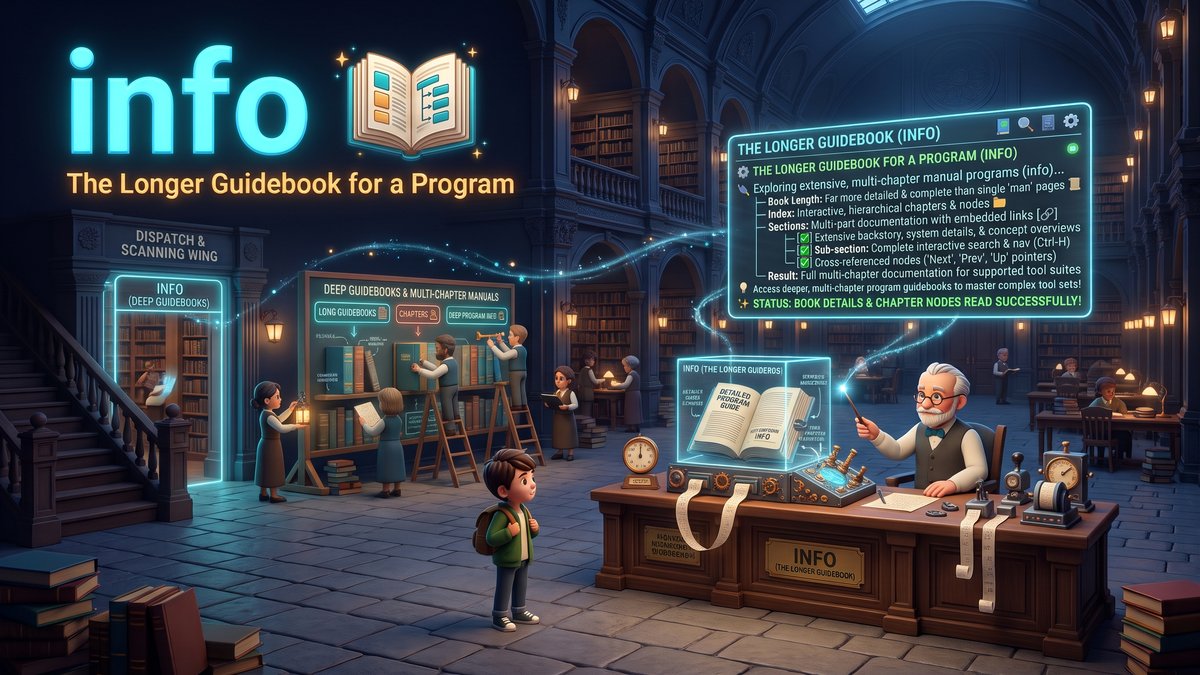 info
The Longer Guidebook for a Program
DISPATCH &
SCANNING WING
INFO
(DEEP GUIDEBOOKS)
DEEP GUIDEBOOKS & MULTI-CHAPTER MANUALS
LONG GUIDEBOOKS
CHAPTERS
DEEP PROGRAM INFO
THE LONGER GUIDEBOOK (INFO)
THE LONGER GUIDEBOOK FOR A PROGRAM (INFO)
Exploring extensive, multi-chapter manual programs (info)...
Book Length: Far more detailed & complete than single 'man' pages
Index: Interactive, hierarchical chapters & nodes
Sections: Multi-part documentation with embedded links [🔗]
[✓] Extensive backstory, system details, & concept overviews
[✓] Sub-section: Complete interactive search & nav (Ctrl-H)
[✓] Cross-referenced nodes ('Next', 'Prev', 'Up' pointers)
Result: Full multi-chapter documentation for supported tool suites
Access deeper, multi-chapter program guidebooks to master complex tool sets!
STATUS: BOOK DETAILS & CHAPTER NODES READ SUCCESSFULLY!
INFO (THE LONGER GUIDEROS)
DETAILED
PROGRAM
GUIDE
INFO
INFO
(THE LONGER GUIDEBOOK)